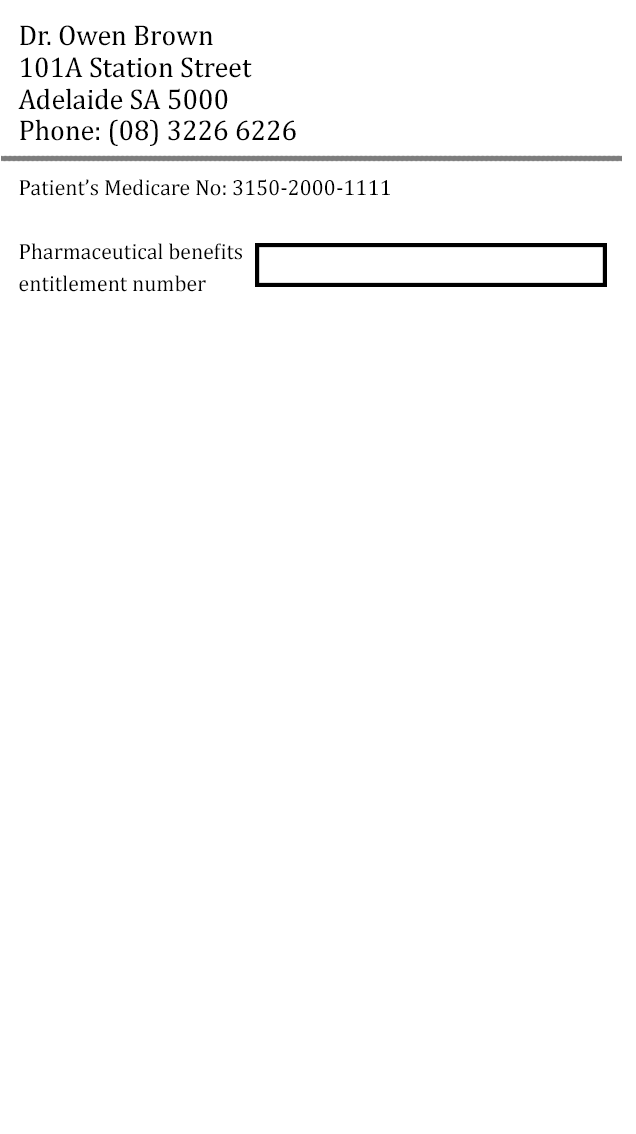 Dr. Owen Brown
101A Station Street
Adelaide SA 5000
Phone: (08) 3226 6226
Patient’s Medicare No: 3150-2000-1111
Pharmaceutical benefits
entitlement number